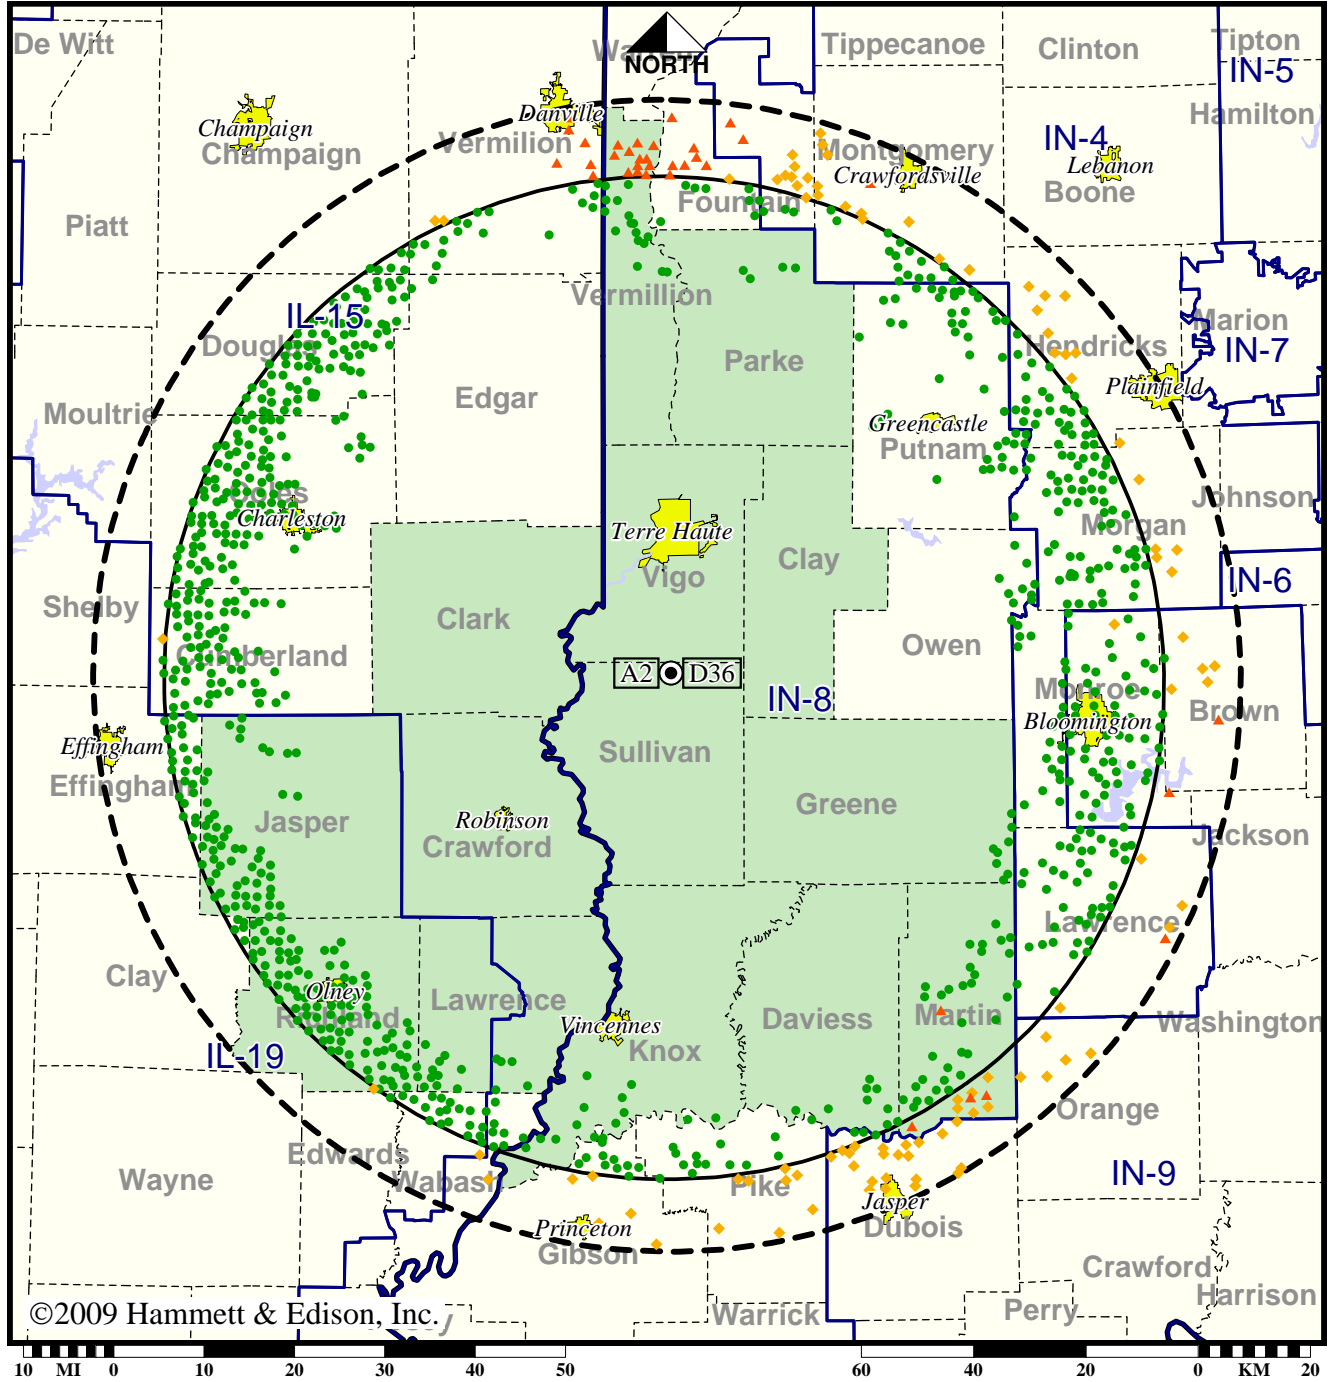 De Witt
Warren
NORTH
Tippecanoe
Clinton
Tipton
IN-5
Hamilton
Danville
Champaign
Champaign
Vermilion
Montgomery
Crawfordsville
IN-4
Lebanon
Boone
Piatt
Fountain
Vermillion
IL-15
Douglas
Marion
IN-7
Hendricks
Parke
Plainfield
Edgar
Moultrie
Greencastle
Putnam
Coles
Charleston
Johnson
Morgan
Terre Haute
Vigo
Clay
IN-6
Shelby
Clark
Owen
Cumberland
A2
D36
IN-8
Monroe
Bloomington
Brown
Effingham
Effingham
Sullivan
Greene
Jasper
Robinson
Crawford
Jackson
Lawrence
Clay
Olney
Richland
Lawrence
Vincennes
Knox
Daviess
Martin
Washington
IL-19
Orange
Edwards
Wayne
Wabash
Pike
IN-9
Jasper
Dubois
Princeton
Gibson
Crawford
Harrison
Perry
Warrick
©2009 Hammett & Edison, Inc.
10 MI 0 10 20 30 40 50
60 40 20 0 KM 20